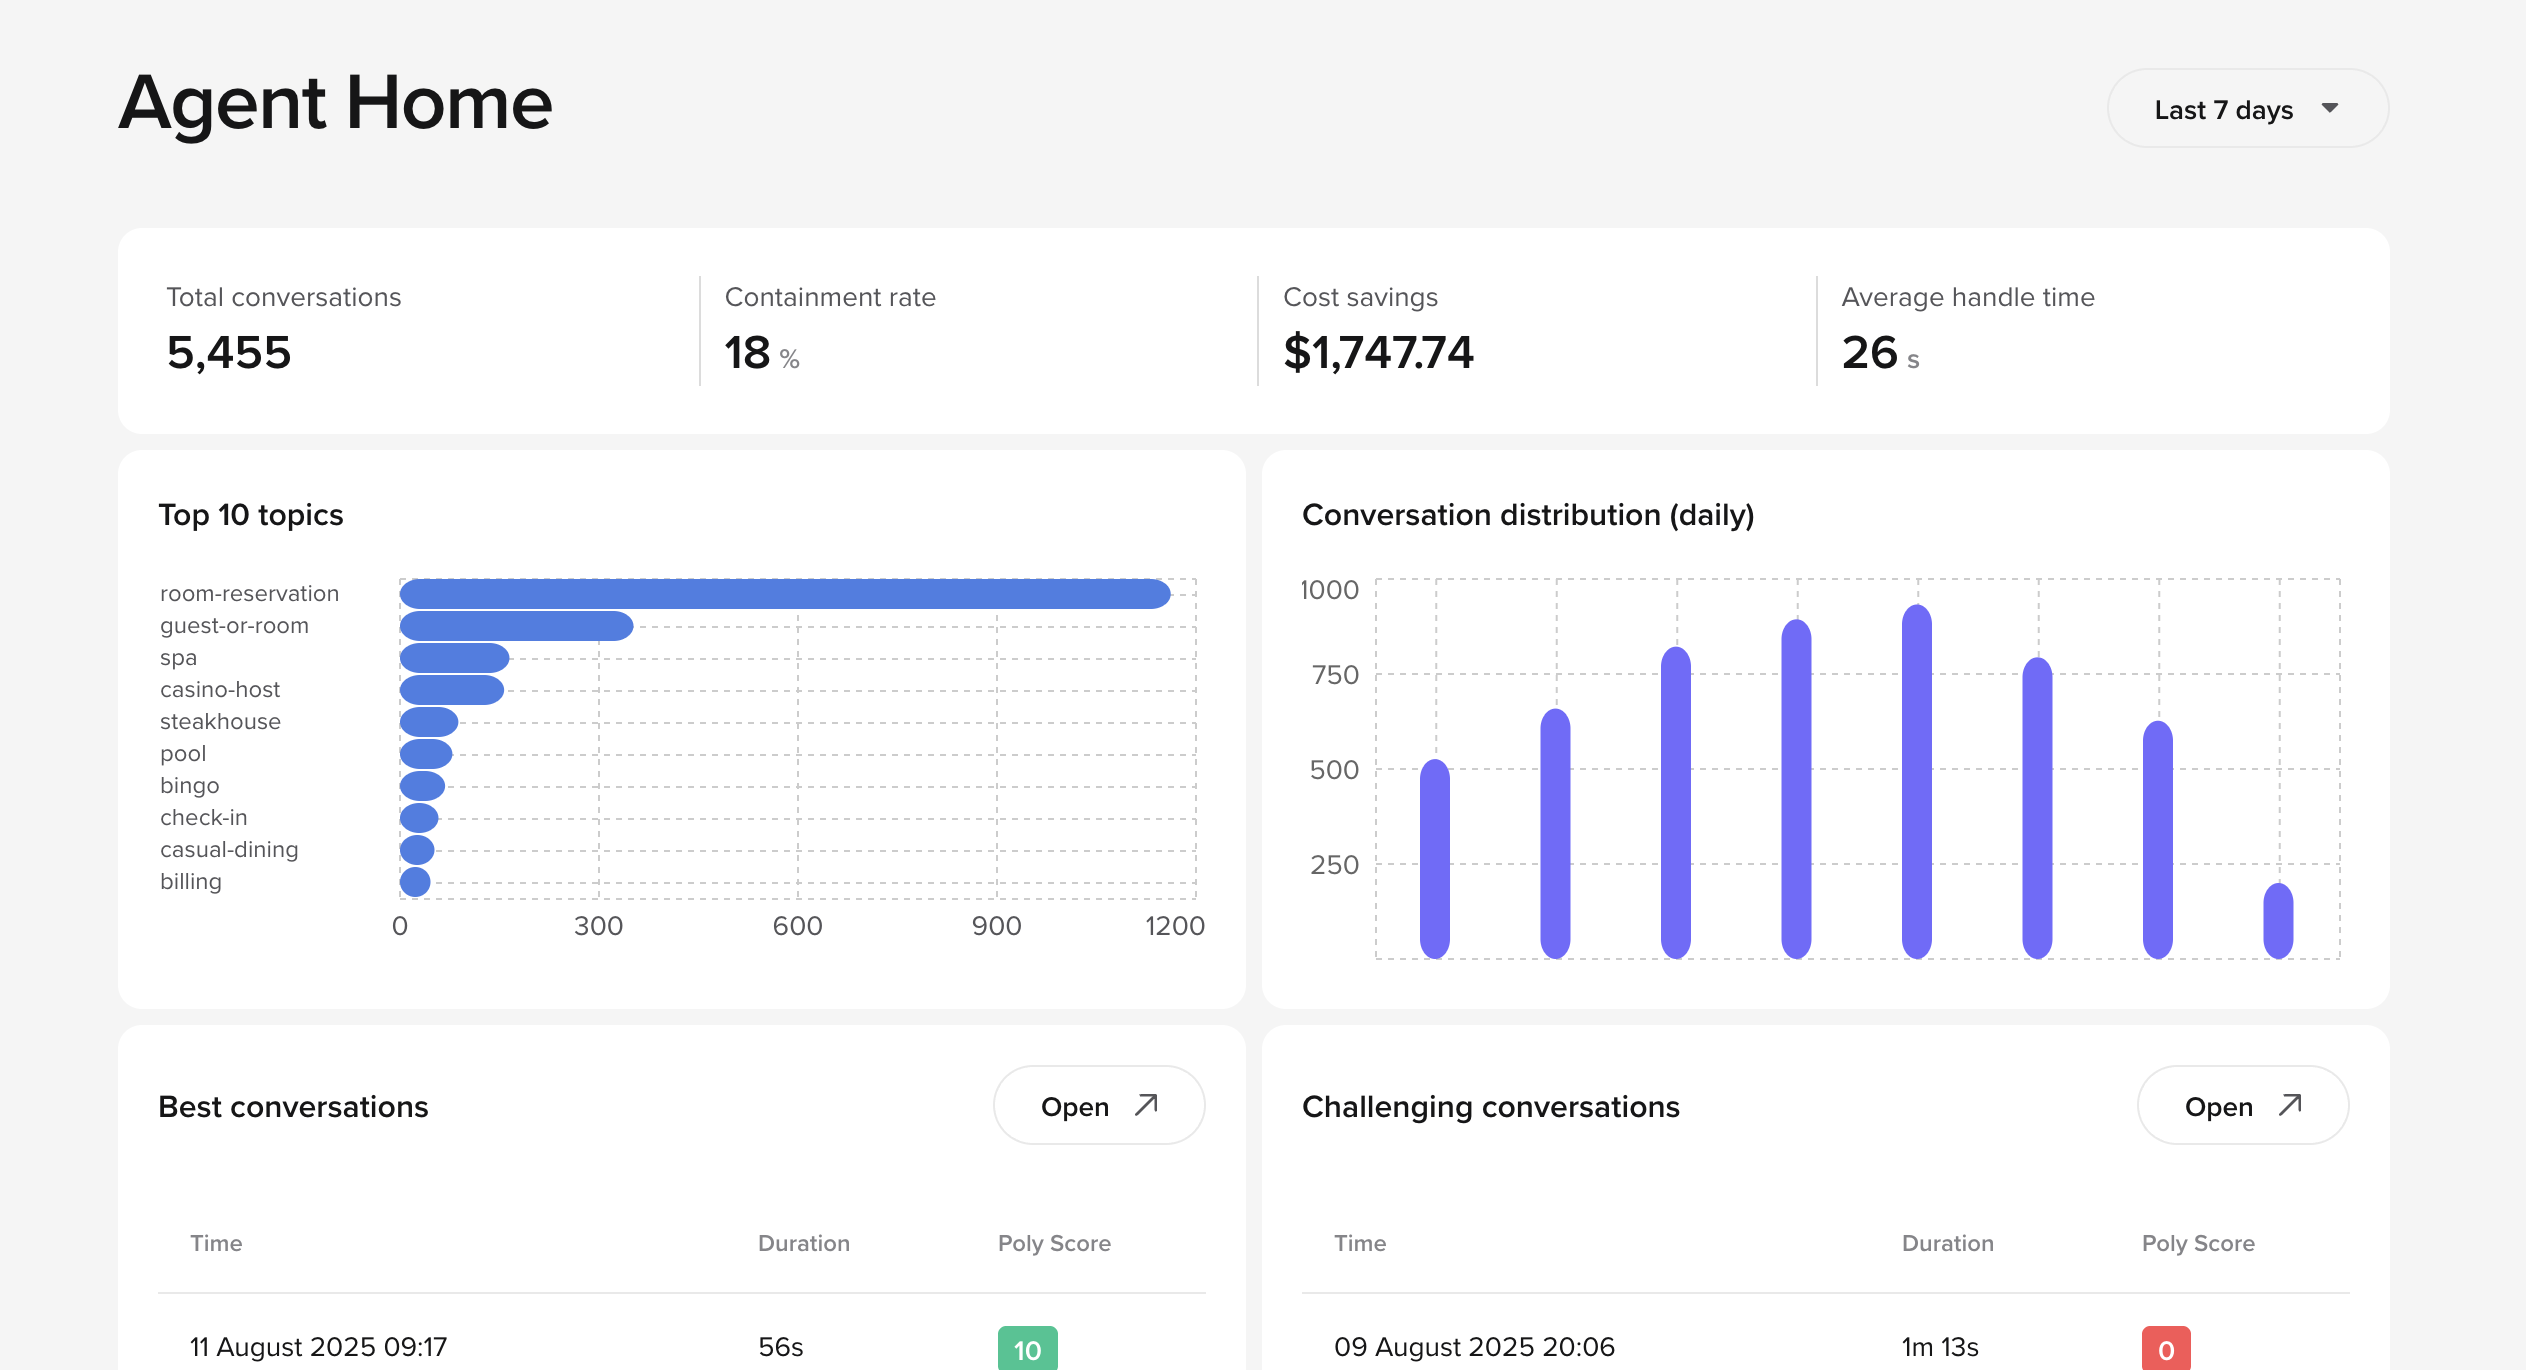 Agent Home
Last 7 days
Total conversations
5,455
Containment rate
18 %
Cost savings
$1,747.74
Average handle time
26 s
Top 10 topics
room-reservation
guest-or-room
spa
casino-host
steakhouse
pool
bingo
check-in
casual-dining
billing
0 300 600 900 1200
Conversation distribution (daily)
1000
750
500
250
Best conversations
Open
Time Duration Poly Score
11 August 2025 09:17 56s 10
Challenging conversations
Open
Time Duration Poly Score
09 August 2025 20:06 1m 13s 0